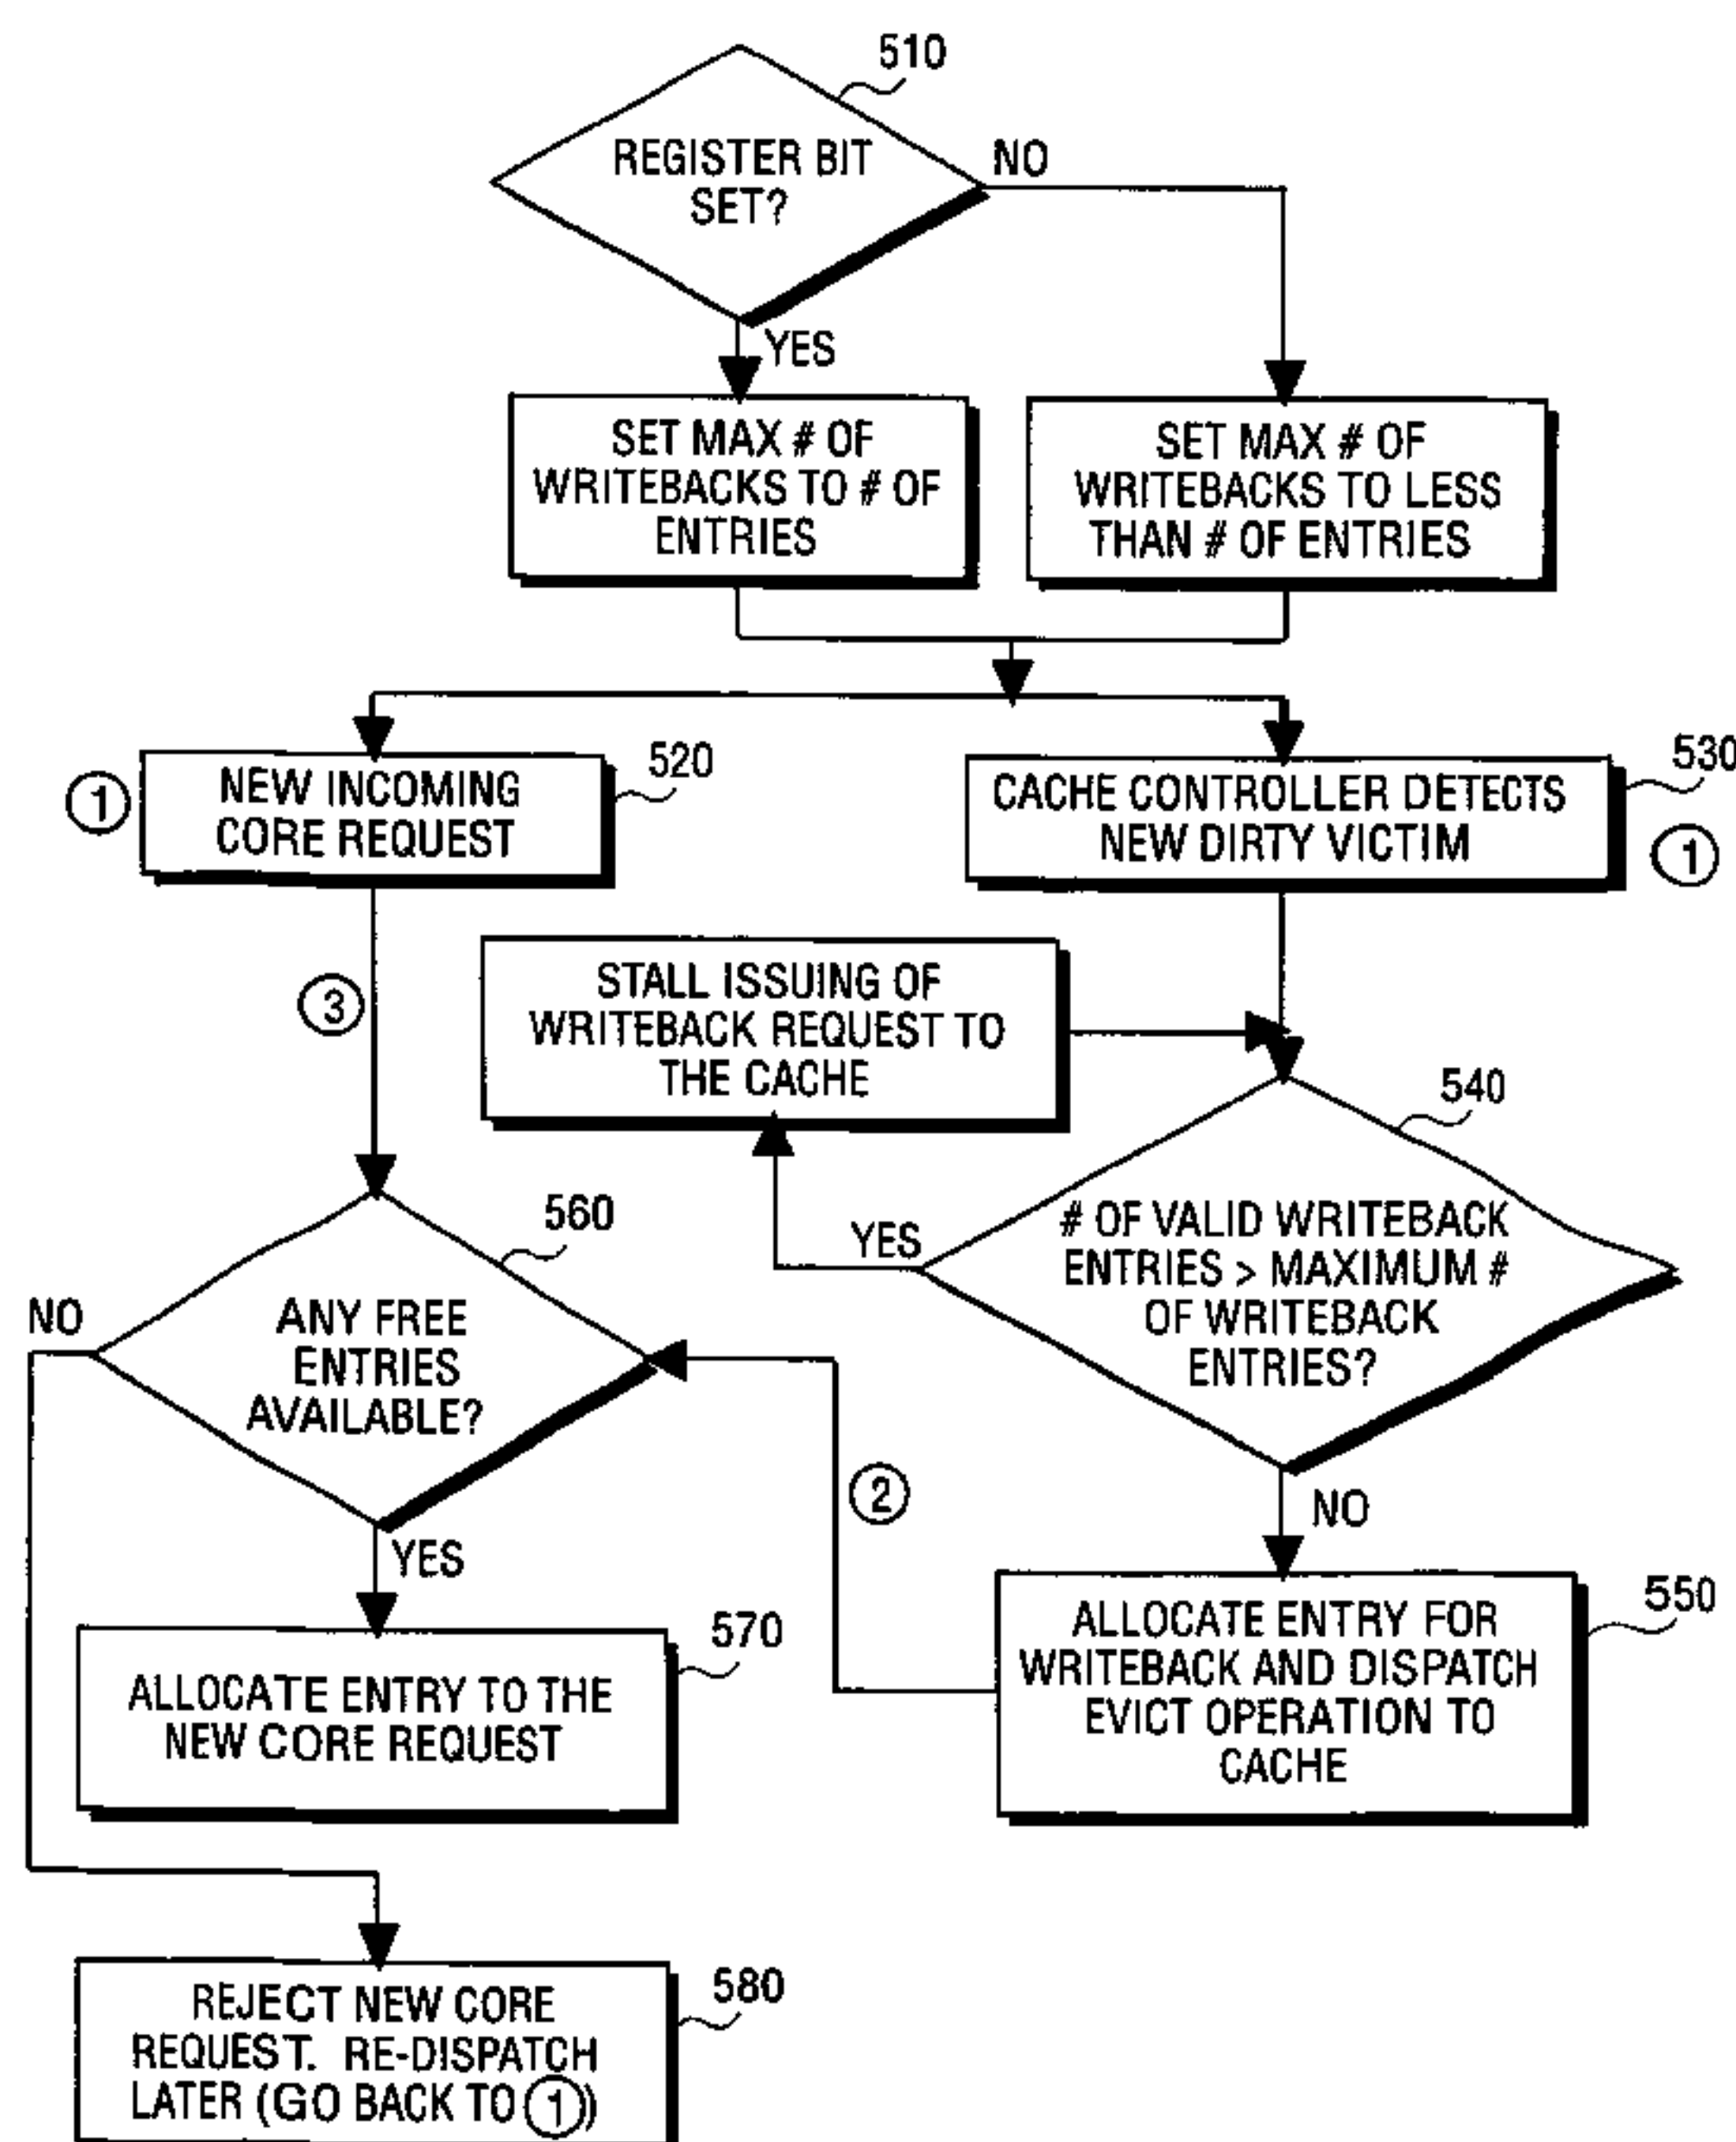 510
REGISTER BIT
SET?
NO
YES
SET MAX # OF
WRITEBACKS TO # OF
ENTRIES
SET MAX # OF
WRITEBACKS TO LESS
THAN # OF ENTRIES
1
NEW INCOMING
CORE REQUEST
520
CACHE CONTROLLER DETECTS
NEW DIRTY VICTIM
530
1
3
STALL ISSUING OF
WRITEBACK REQUEST TO
THE CACHE
540
# OF VALID WRITEBACK
ENTRIES > MAXIMUM #
OF WRITEBACK
ENTRIES?
YES
NO
560
ANY FREE
ENTRIES
AVAILABLE?
NO
YES
2
550
ALLOCATE ENTRY FOR
WRITEBACK AND DISPATCH
EVICT OPERATION TO
CACHE
570
ALLOCATE ENTRY TO THE
NEW CORE REQUEST
580
REJECT NEW CORE
REQUEST. RE-DISPATCH
LATER (GO BACK TO 1)